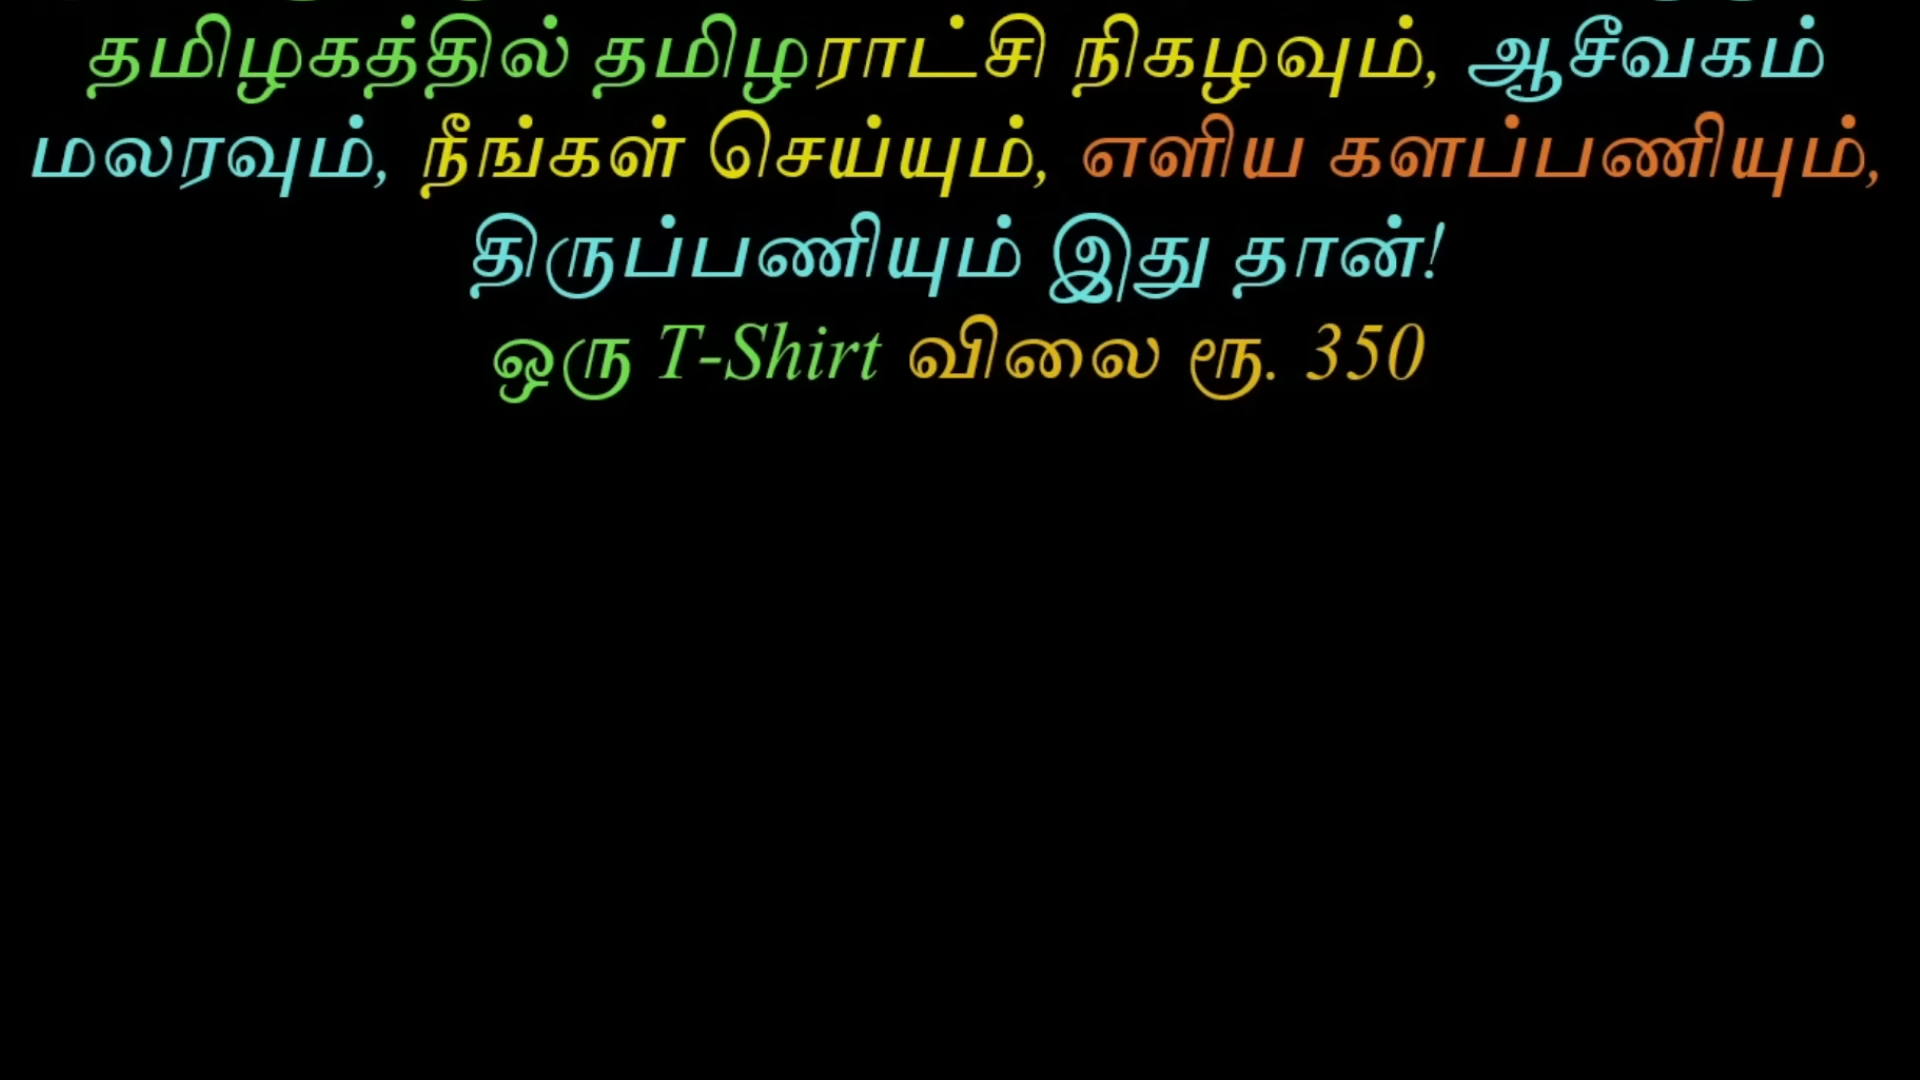 தமிழகத்தில் தமிழராட்சி நிகழவும், ஆசீவகம்
மலரவும், நீங்கள் செய்யும், எளிய களப்பணியும்,
திருப்பணியும் இது தான்!
ஒரு T-Shirt விலை ரூ. 350